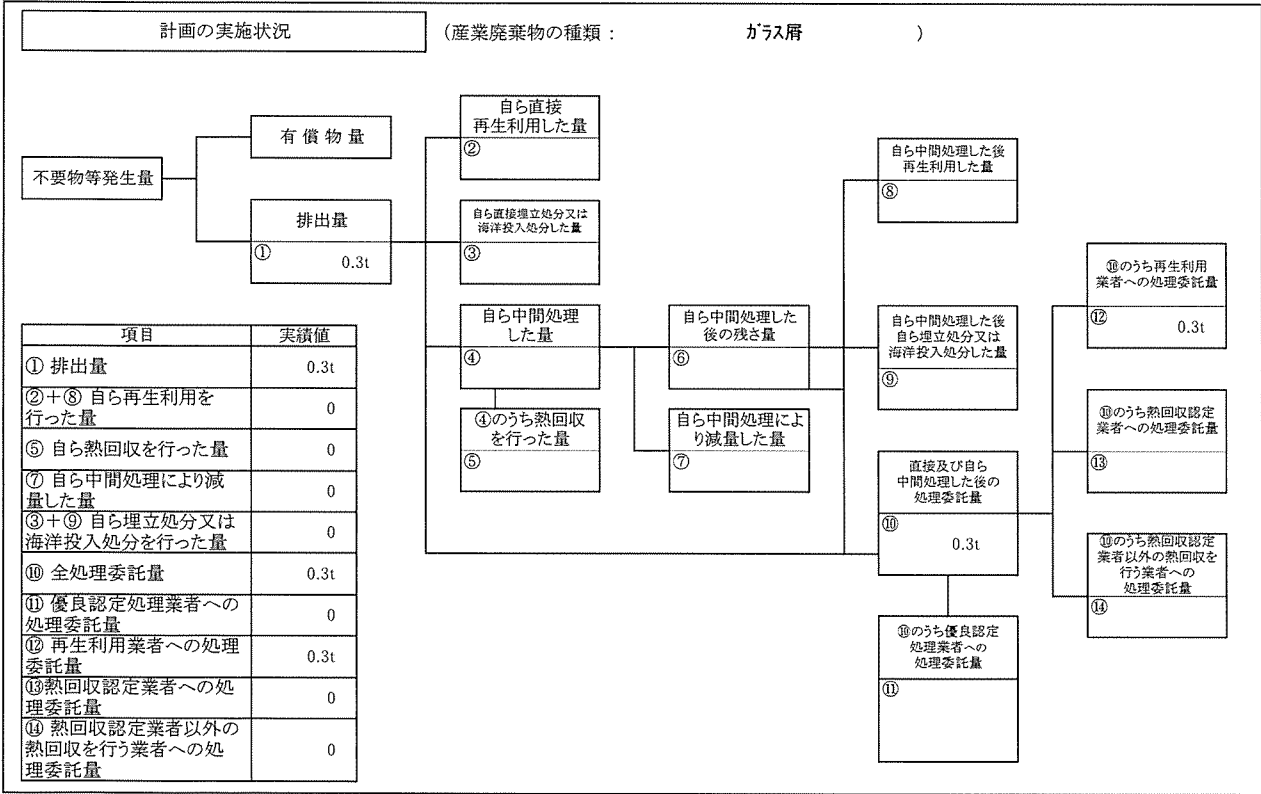 計画の実施状況
(産業廃棄物の種類: ガラス屑 )
不要物等発生量
有償物量
排出量
①
0.3t
自ら直接
再生利用した量
②
自ら直接埋立処分又は
海洋投入処分した量
③
自ら中間処理
した量
④
④のうち熱回収
を行った量
⑤
自ら中間処理した
後の残さ量
⑥
自ら中間処理によ
り減量した量
⑦
自ら中間処理した後
再生利用した量
⑧
自ら中間処理した後
自ら埋立処分又は
海洋投入処分した量
⑨
直接及び自ら
中間処理した後の
処理委託量
⑩
0.3t
⑩のうち優良認定
処理業者への
処理委託量
⑪
⑩のうち再生利用
業者への処理委託量
⑫
0.3t
⑩のうち熱回収認定
業者への処理委託量
⑬
⑩のうち熱回収認定
業者以外の熱回収を
行う業者への
処理委託量
⑭
項目 実績値
① 排出量 0.3t
②+⑧ 自ら再生利用を
行った量 0
⑤ 自ら熱回収を行った量 0
⑦ 自ら中間処理により減
量した量 0
③+⑨ 自ら埋立処分又は
海洋投入処分を行った量 0
⑩ 全処理委託量 0.3t
⑪ 優良認定処理業者への
処理委託量 0
⑫ 再生利用業者への処理
委託量 0.3t
⑬熱回収認定業者への処
理委託量 0
⑭ 熱回収認定業者以外の
熱回収を行う業者への処
理委託量 0